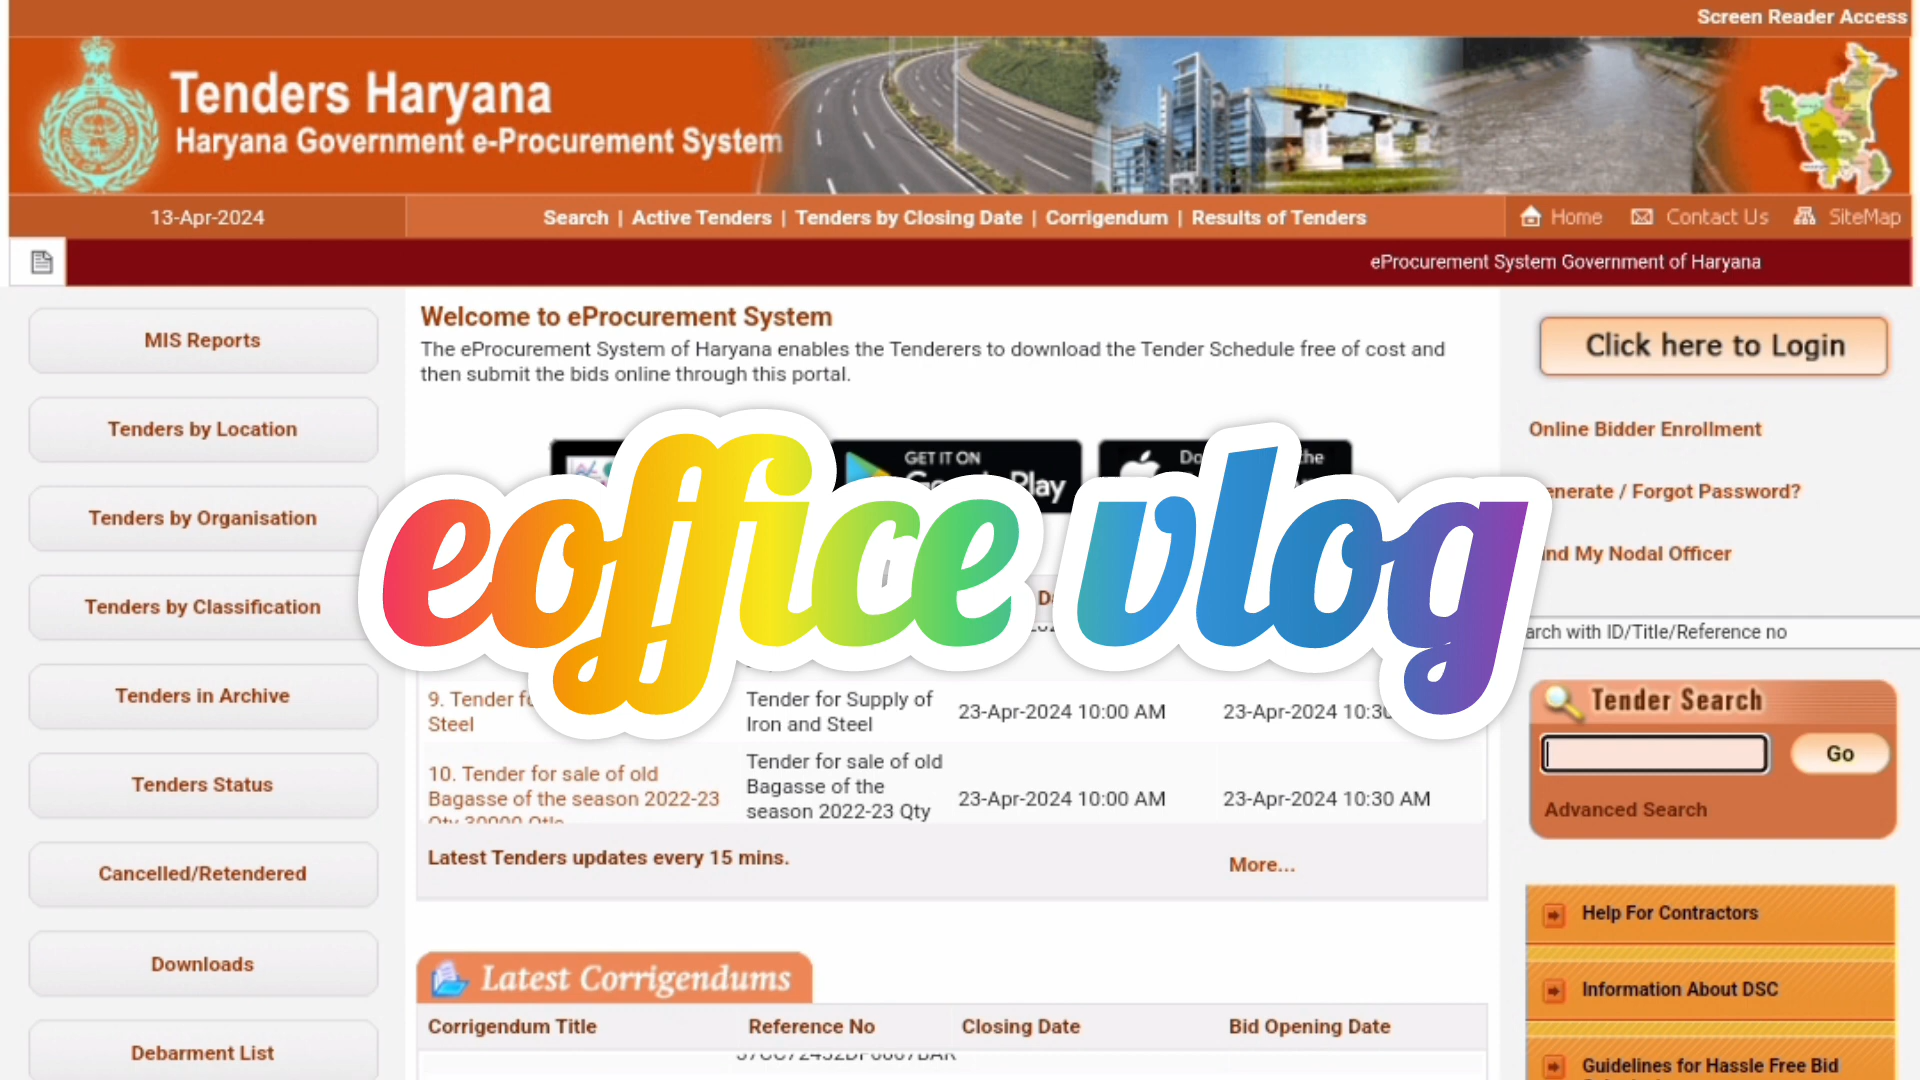 Screen Reader Access
Tenders Haryana
Haryana Government e-Procurement System
13-Apr-2024
Search | Active Tenders | Tenders by Closing Date | Corrigendum | Results of Tenders
Home
Contact Us
SiteMap
eProcurement System Government of Haryana
MIS Reports
Tenders by Location
Tenders by Organisation
Tenders by Classification
Tenders in Archive
Tenders Status
Cancelled/Retendered
Downloads
Debarment List
Welcome to eProcurement System
The eProcurement System of Haryana enables the Tenderers to download the Tender Schedule free of cost and
then submit the bids online through this portal.
GET IT ON
eoffice vlog
9. Tender
Steel
Tender for Supply of
Iron and Steel
23-Apr-2024 10:00 AM
23-Apr-2024
10. Tender for sale of old
Bagasse of the season 2022-23
Tender for sale of old
Bagasse of the
season 2022-23 Qty
23-Apr-2024 10:00 AM
23-Apr-2024 10:30 AM
Latest Tenders updates every 15 mins.
More...
Latest Corrigendums
Corrigendum Title
Reference No
Closing Date
Bid Opening Date
Click here to Login
Online Bidder Enrollment
/ Forgot Password?
My Nodal Officer
with ID/Title/Reference no
Tender Search
Go
Advanced Search
Help For Contractors
Information About DSC
Guidelines for Hassle Free Bid